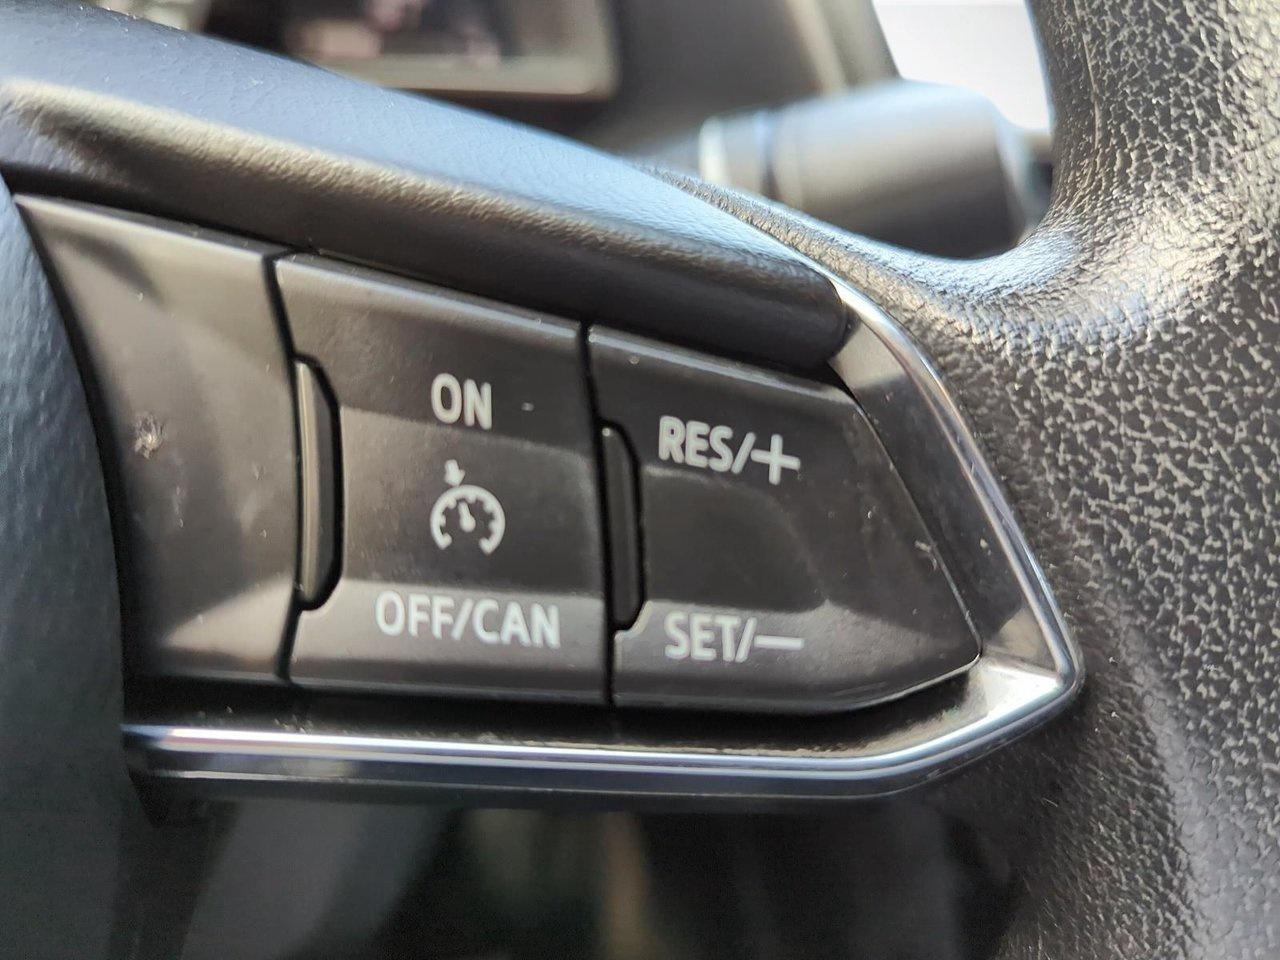 ON
RES/+
OFF/CAN
SET/—